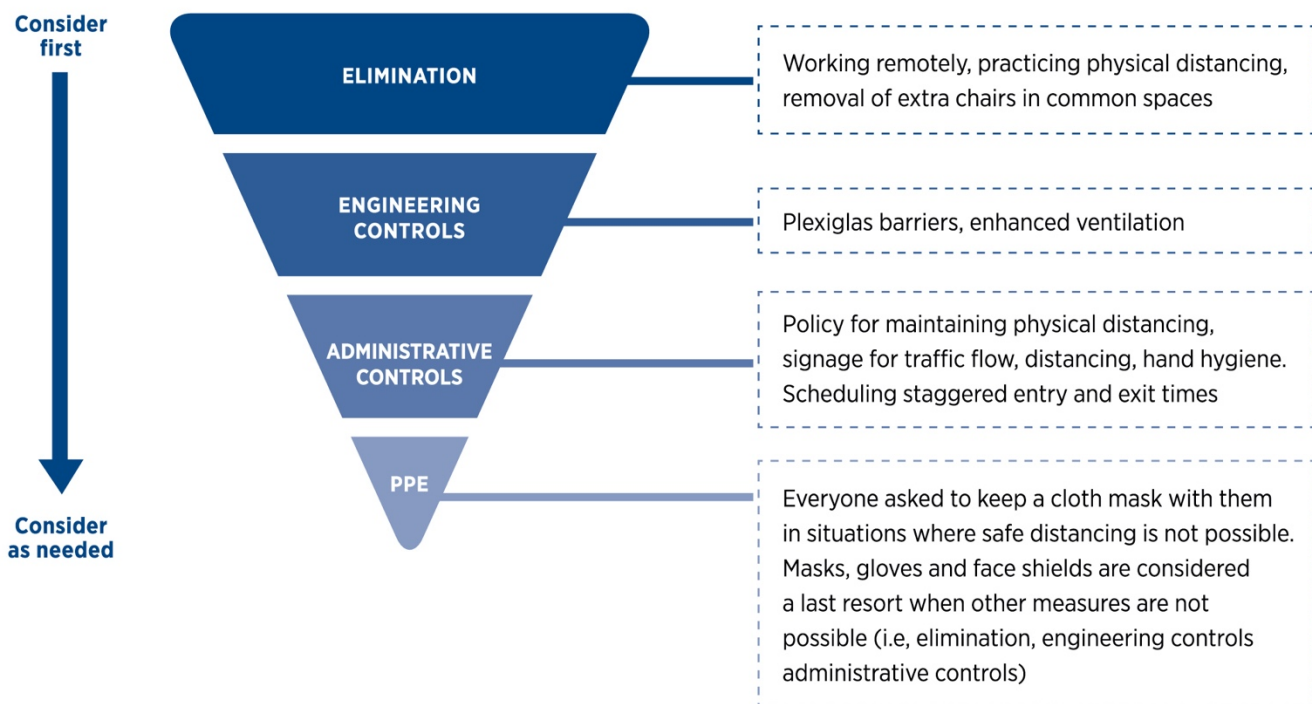 Consider
first
ELIMINATION
Working remotely, practicing physical distancing,
removal of extra chairs in common spaces
ENGINEERING
CONTROLS
Plexiglas barriers, enhanced ventilation
ADMINISTRATIVE
CONTROLS
Policy for maintaining physical distancing,
signage for traffic flow, distancing, hand hygiene.
Scheduling staggered entry and exit times
PPE
Everyone asked to keep a cloth mask with them
in situations where safe distancing is not possible.
Masks, gloves and face shields are considered
a last resort when other measures are not
possible (i.e, elimination, engineering controls
administrative controls)
Consider
as needed